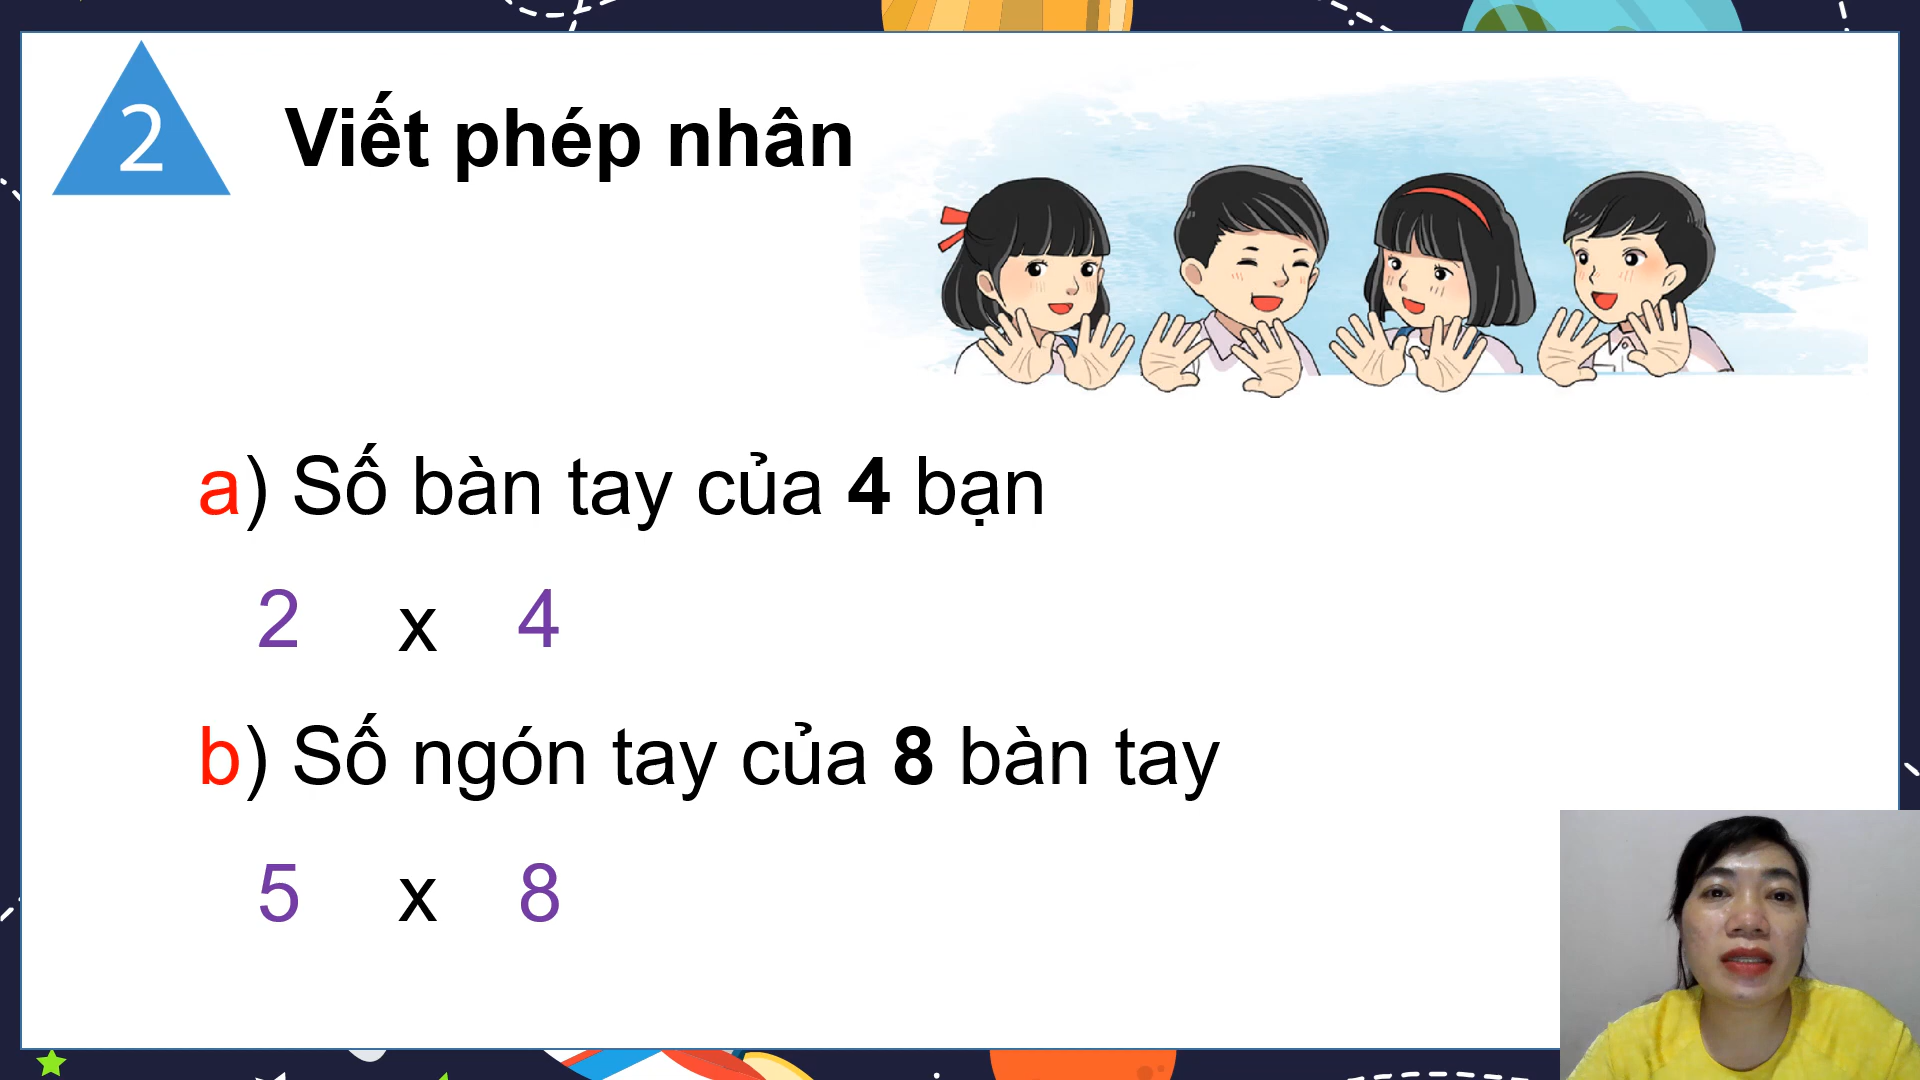 2
Viết phép nhân
a) Số bàn tay của 4 bạn
2 x 4
b) Số ngón tay của 8 bàn tay
5 x 8